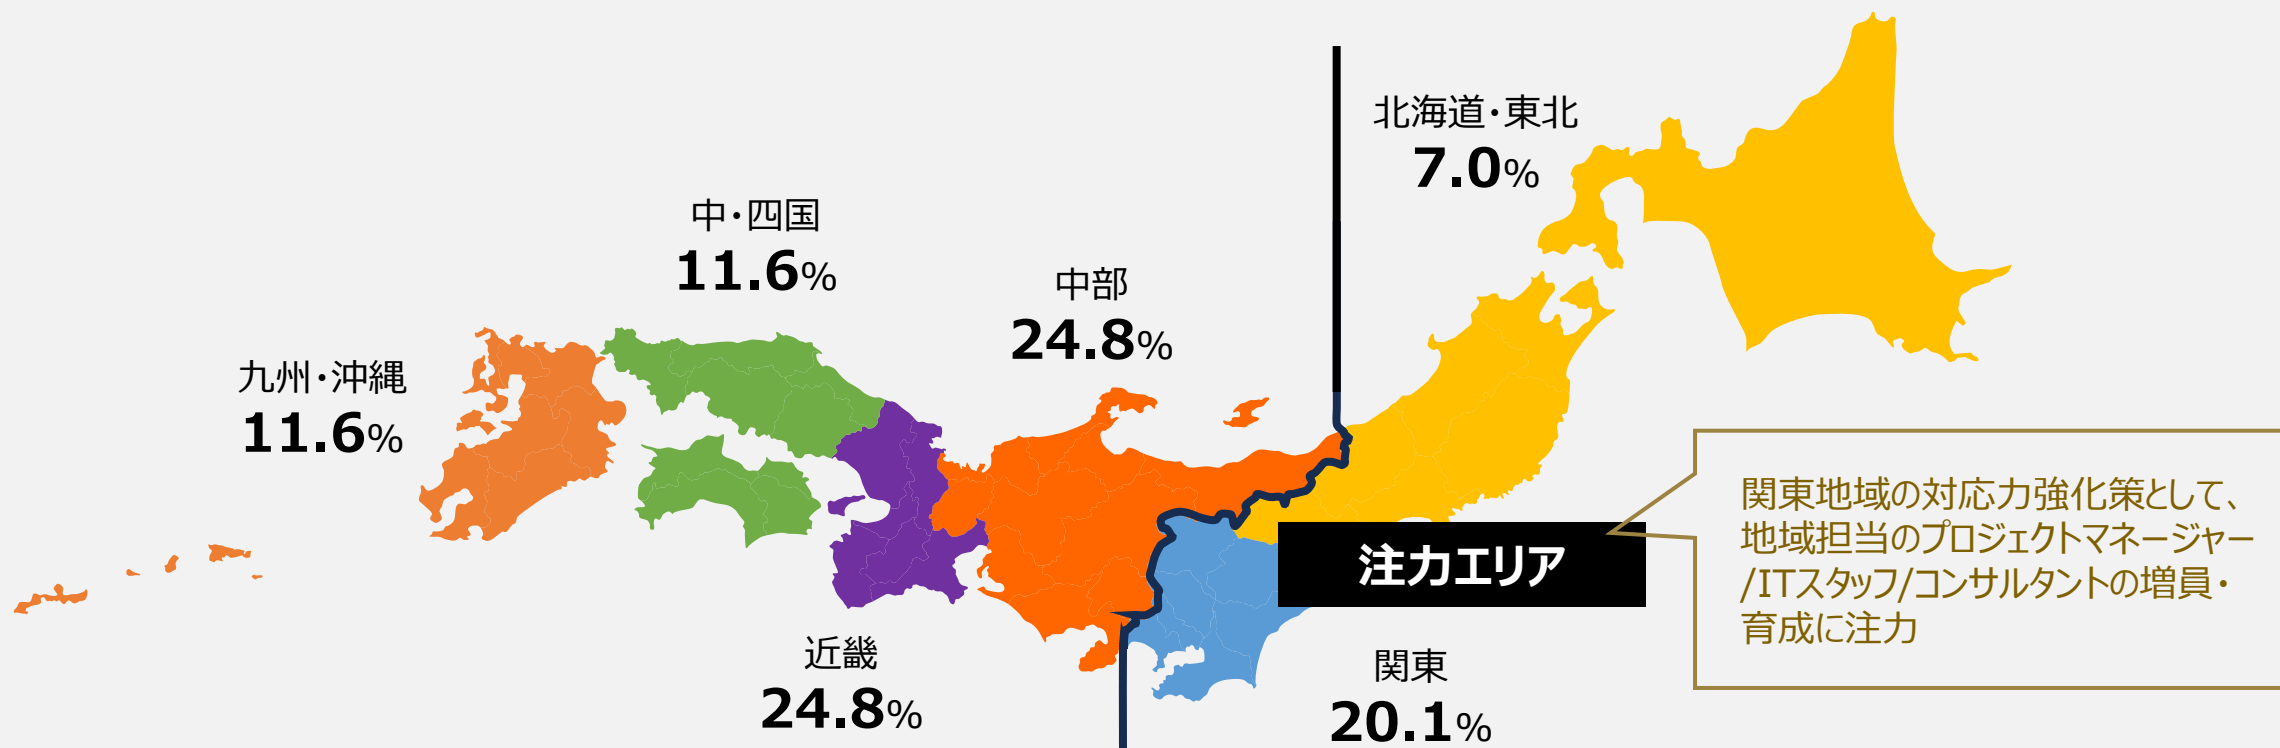 北海道・東北
7.0%
中・四国
11.6%
中部
24.8%
九州・沖縄
11.6%
関東地域の対応力強化策として、
地域担当のプロジェクトマネージャー
/ITスタッフ/コンサルタントの増員・
育成に注力
注力エリア
近畿
24.8%
関東
20.1%